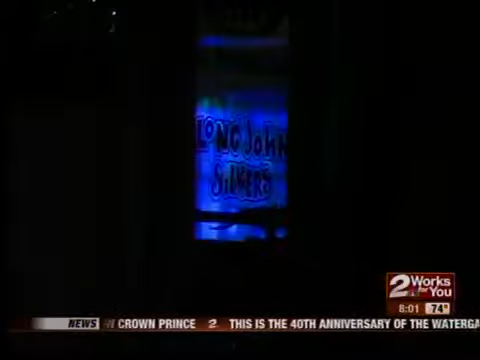 LONG JOHN
SILVERS
2 Works
for You
8:01 74°
NEWS N CROWN PRINCE 2 THIS IS THE 40TH ANNIVERSARY OF THE WATERGA